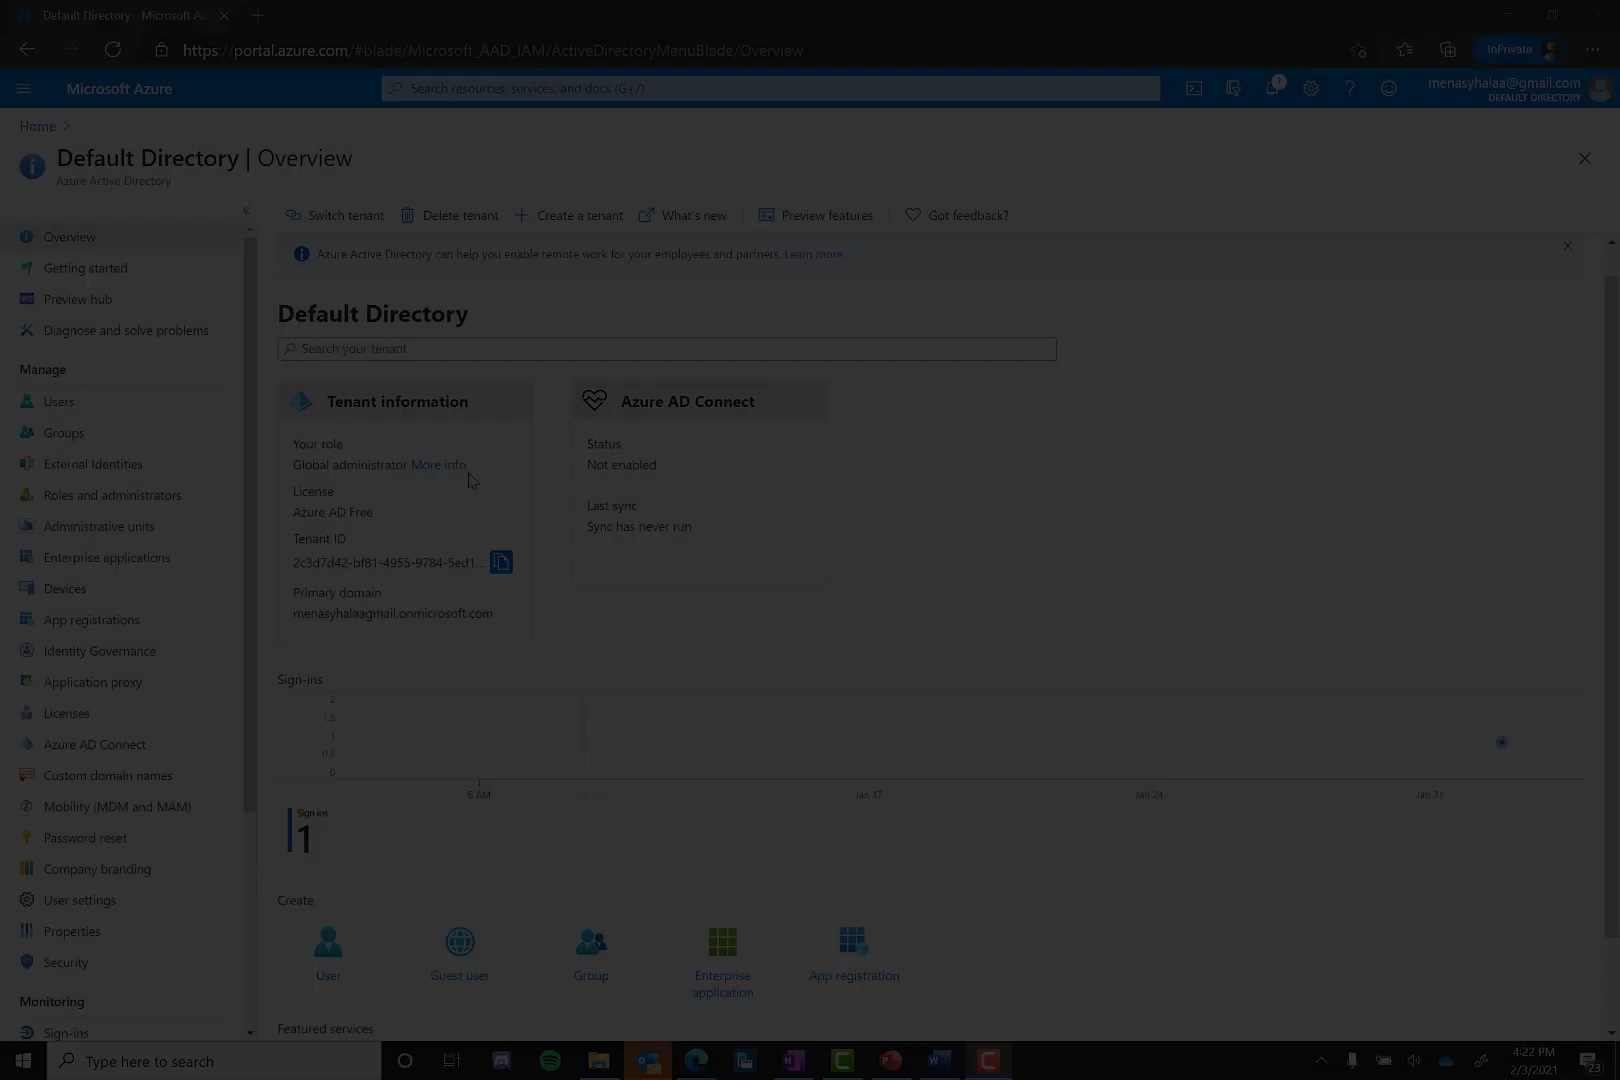 Default Directory - Microsoft Az
https://portal.azure.com/#blade/Microsoft_AAD_IAM/ActiveDirectoryMenuBlade/Overview
InPrivate
Microsoft Azure
Search resources, services, and docs (G+/)
1
menasyhalaa@gmail.com
DEFAULT DIRECTORY
Home >
Default Directory | Overview
Azure Active Directory
Switch tenant
Delete tenant
Create a tenant
What's new
Preview features
Got feedback?
Overview
Getting started
Preview hub
Diagnose and solve problems
Manage
Users
Groups
External Identities
Roles and administrators
Administrative units
Enterprise applications
Devices
App registrations
Identity Governance
Application proxy
Licenses
Azure AD Connect
Custom domain names
Mobility (MDM and MAM)
Password reset
Company branding
User settings
Properties
Security
Monitoring
Sign-ins
Azure Active Directory can help you enable remote work for your employees and partners. Learn more
Default Directory
Search your tenant
Tenant information
Your role
Global administrator More info
License
Azure AD Free
Tenant ID
2c3d7d42-bf81-4955-9784-5ed1...
Primary domain
menasyhalaagmail.onmicrosoft.com
Azure AD Connect
Status
Not enabled
Last sync
Sync has never run
Sign-ins
2
1.5
1
0.5
0
6 AM
Jan 17
Jan 24
Jan 31
Sign ins
1
Create
User
Guest user
Group
Enterprise application
App registration
Featured services
Type here to search
4:22 PM
2/3/2021
23